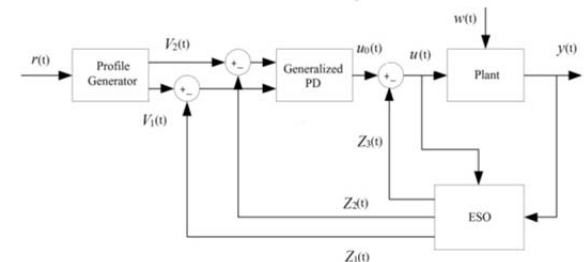 w(t)
r(t)
Profile
Generator
V₂(t)
+
-
Generalized
PD
u₀(t)
+
-
u(t)
Plant
y(t)
+
-
V₁(t)
Z₃(t)
Z₂(t)
ESO
Z₁(t)